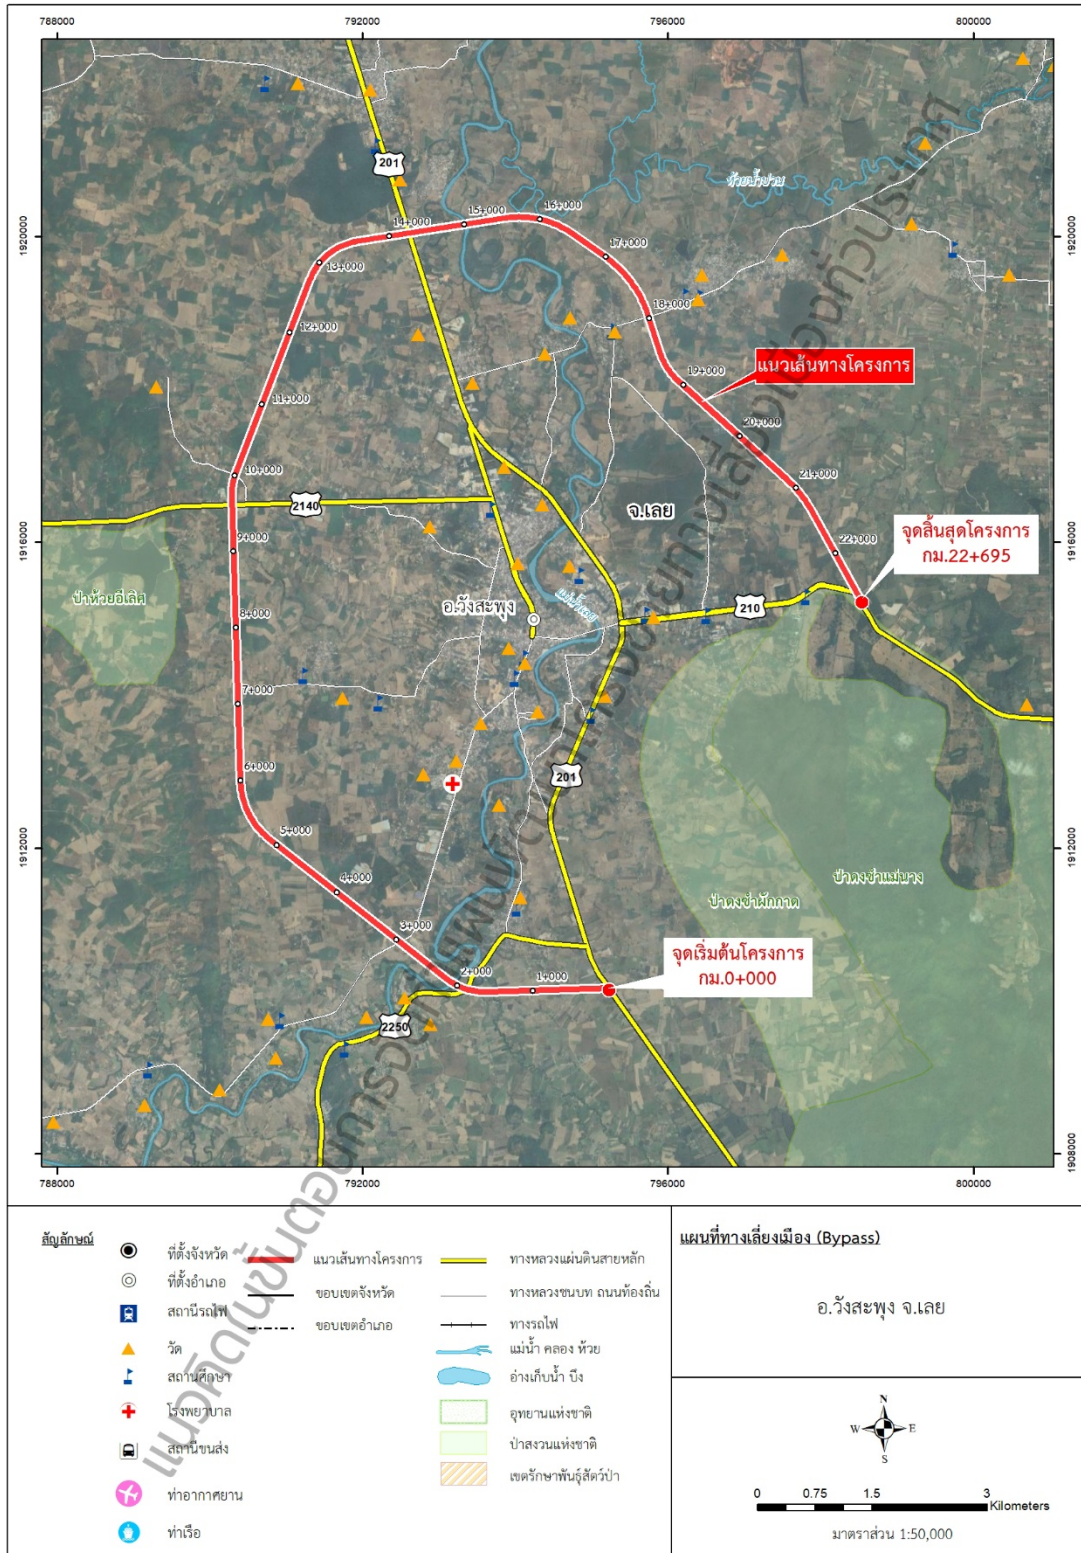 788000
792000
796000
800000
1920000
1920000
1916000
1916000
1912000
1912000
1908000
1908000
201
ห้วยน้ำปวน
16+000
15+000
14+000
17+000
13+000
18+000
12+000
แนวเส้นทางโครงการ
19+000
11+000
20+000
10+000
21+000
2140
จ.เลย
จุดสิ้นสุดโครงการ
กม.22+695
22+000
9+000
ป่าห้วยอีเลิศ
แม่น้ำเลย
อ.วังสะพุง
210
8+000
7+000
201
6+000
5+000
4+000
ป่าดงซำแม่นาง
ป่าดงซำผักกาด
3+000
จุดเริ่มต้นโครงการ
กม.0+000
2+000
1+000
2250
788000
792000
796000
800000
สัญลักษณ์
ที่ตั้งจังหวัด
ที่ตั้งอำเภอ
สถานีรถไฟ
วัด
สถานศึกษา
โรงพยาบาล
สถานีขนส่ง
ท่าอากาศยาน
ท่าเรือ
แนวเส้นทางโครงการ
ขอบเขตจังหวัด
ขอบเขตอำเภอ
ทางหลวงแผ่นดินสายหลัก
ทางหลวงชนบท ถนนท้องถิ่น
ทางรถไฟ
แม่น้ำ คลอง ห้วย
อ่างเก็บน้ำ บึง
อุทยานแห่งชาติ
ป่าสงวนแห่งชาติ
เขตรักษาพันธุ์สัตว์ป่า
แผนที่ทางเลี่ยงเมือง (Bypass)
อ.วังสะพุง จ.เลย
N
W
E
S
0 0.75 1.5 3
Kilometers
มาตราส่วน 1:50,000